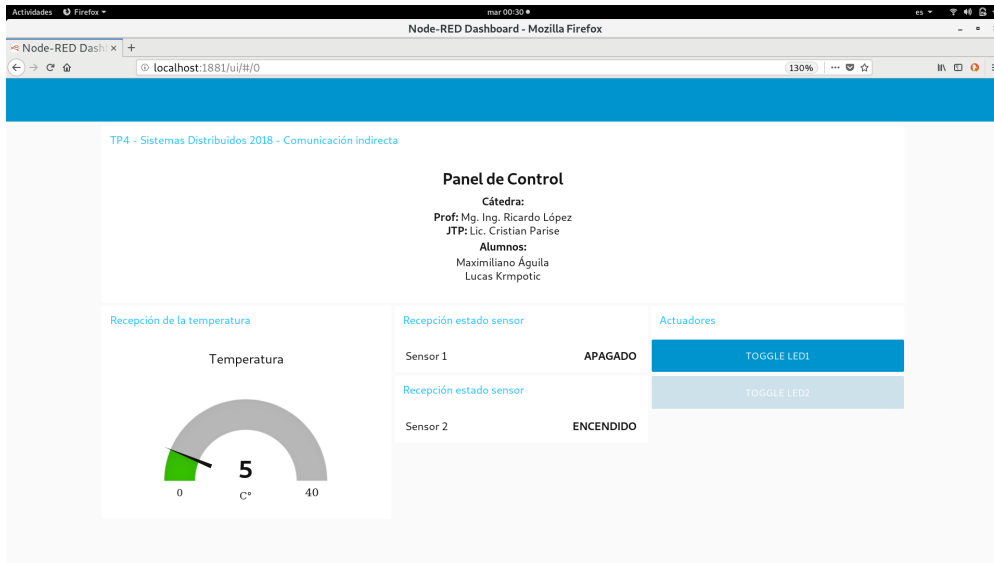 Actividades Firefox mar 00:30 es
Node-RED Dashboard - Mozilla Firefox
Node-RED Dash × +
localhost:1881/ui/#/0 130%
TP4 - Sistemas Distribuidos 2018 - Comunicación indirecta
Panel de Control
Cátedra:
Prof: Mg. Ing. Ricardo López
JTP: Lic. Cristian Parise
Alumnos:
Maximiliano Águila
Lucas Krmpotic
Recepción de la temperatura
Temperatura
5
0 C° 40
Recepción estado sensor
Sensor 1 APAGADO
Recepción estado sensor
Sensor 2 ENCENDIDO
Actuadores
TOGGLE LED1
TOGGLE LED2